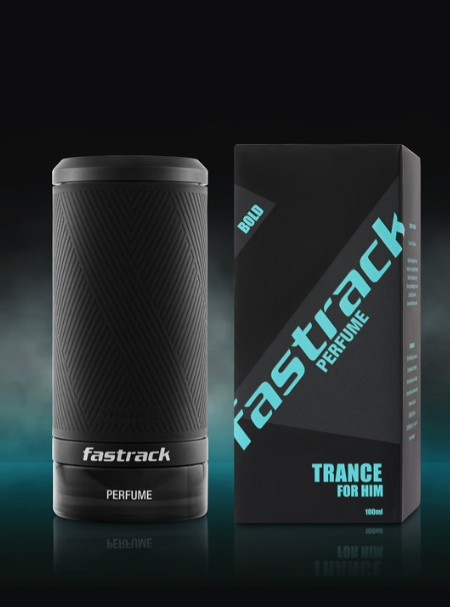 fastrack
PERFUME
BOLD
fastrack
PERFUME
TRANCE
FOR HIM
100ml